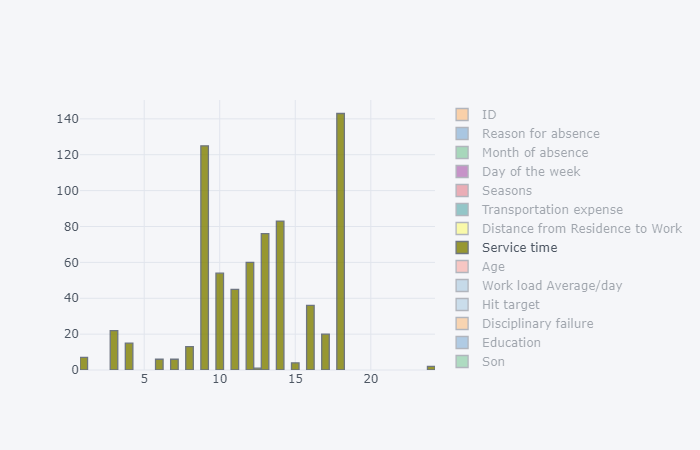 140
120
100
80
60
40
20
0
5 10 15 20
ID
Reason for absence
Month of absence
Day of the week
Seasons
Transportation expense
Distance from Residence to Work
Service time
Age
Work load Average/day
Hit target
Disciplinary failure
Education
Son